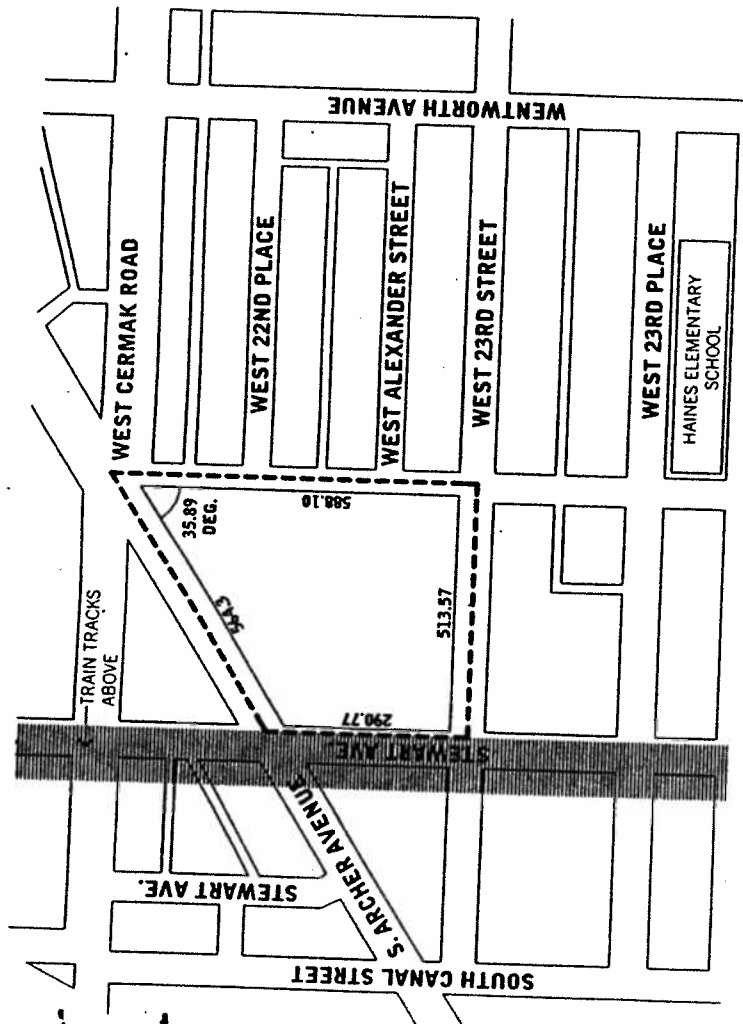 WENTWORTH AVENUE
WEST CERMAK ROAD
WEST 22ND PLACE
WEST ALEXANDER STREET
WEST 23RD STREET
WEST 23RD PLACE
HAINES ELEMENTARY
SCHOOL
35.89
DEG.
588.10
564.3
513.57
290.77
TRAIN TRACKS
ABOVE
STEWART AVE.
STEWART AVE.
S. ARCHER AVENUE
SOUTH CANAL STREET